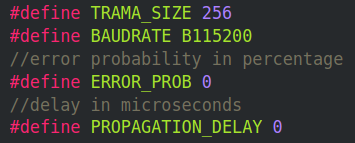 #define TRAMA_SIZE 256
#define BAUDRATE B115200
//error probability in percentage
#define ERROR_PROB 0
//delay in microseconds
#define PROPAGATION_DELAY 0